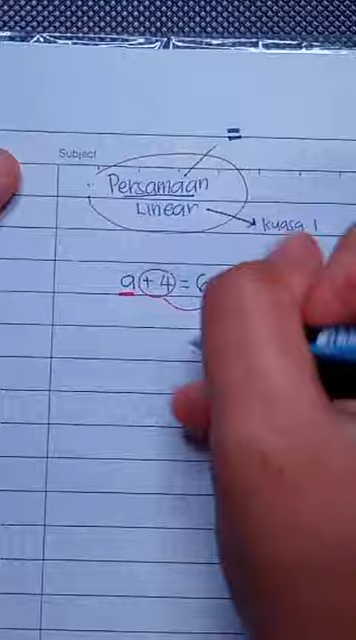 =
Subject
Persamaan
Linear
kuasa 1
a + 4 = 6